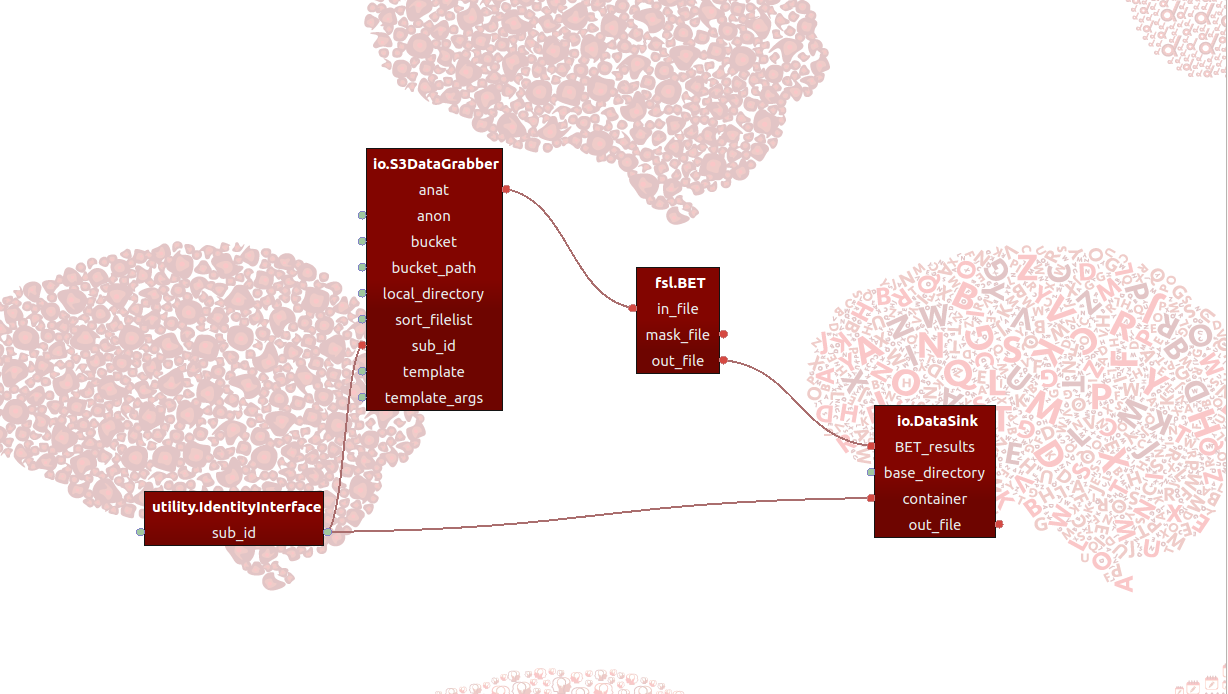 io.S3DataGrabber
anat
anon
bucket
bucket_path
local_directory
sort_filelist
sub_id
template
template_args
fsl.BET
in_file
mask_file
out_file
io.DataSink
BET_results
base_directory
container
out_file
utility.IdentityInterface
sub_id